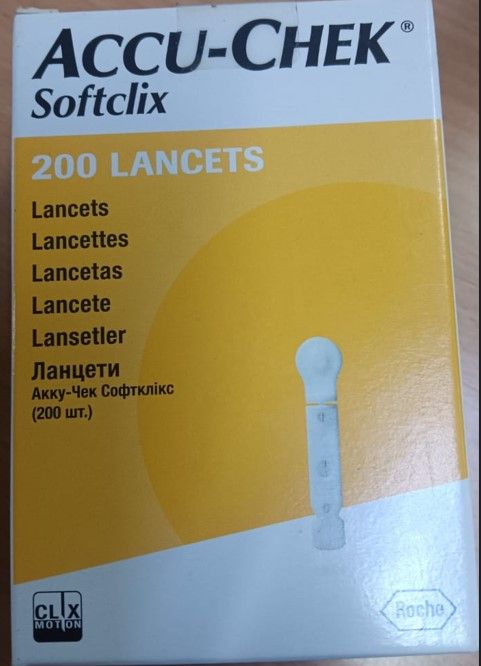 ACCU-CHEK®
Softclix
200 LANCETS
Lancets
Lancettes
Lancetas
Lancete
Lansetler
Ланцети
Акку-Чек Софтклікс
(200 шт.)
CLIX
MOTION
Roche